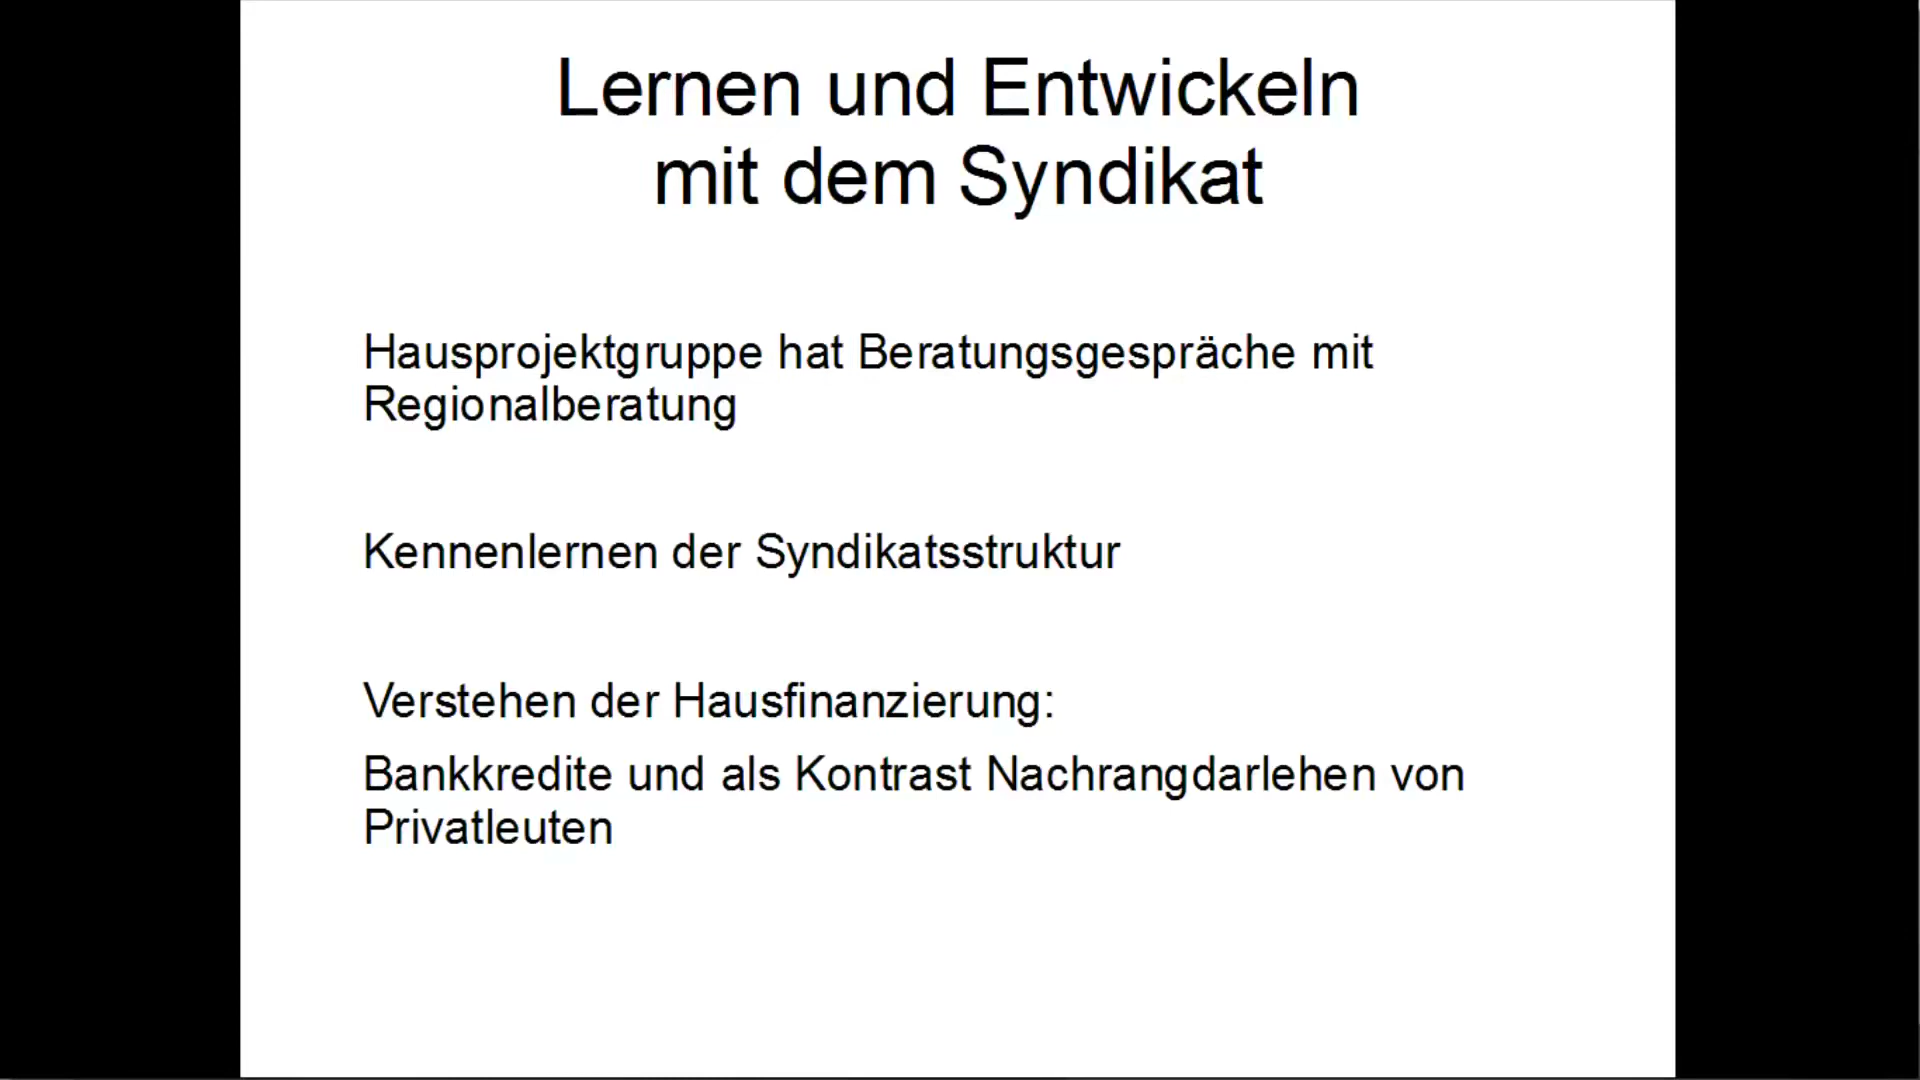 Lernen und Entwickeln
mit dem Syndikat
Hausprojektgruppe hat Beratungsgespräche mit
Regionalberatung
Kennenlernen der Syndikatsstruktur
Verstehen der Hausfinanzierung:
Bankkredite und als Kontrast Nachrangdarlehen von
Privatleuten